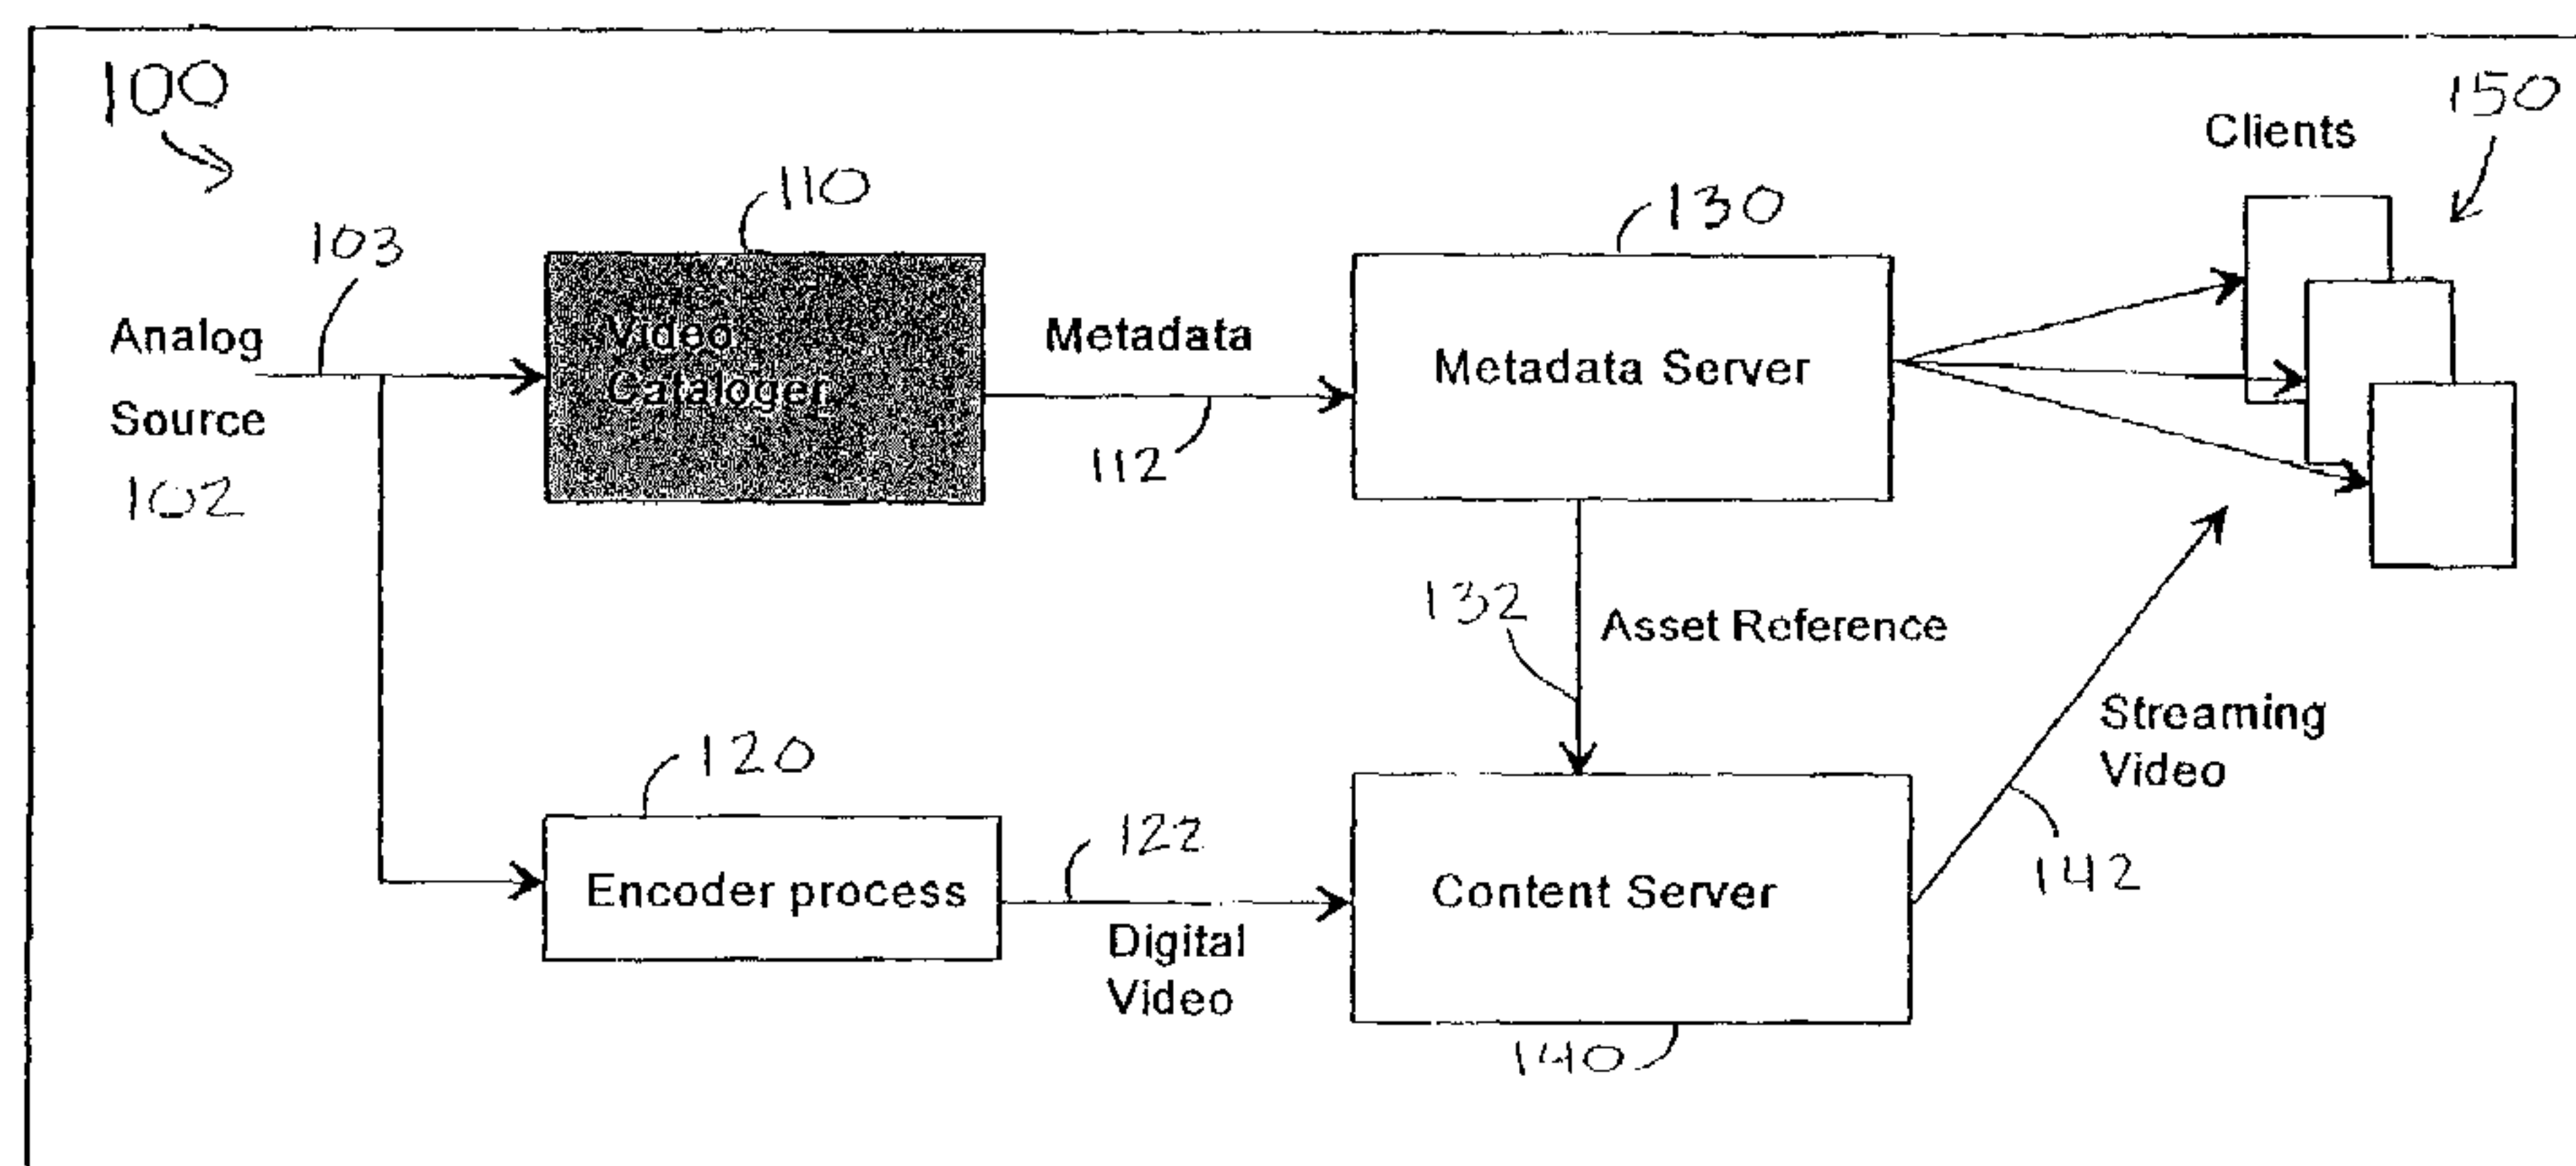 100
150
Clients
110
130
103
Analog
Source
102
Video
Cataloger
Metadata
112
Metadata Server
132
Asset Reference
Streaming
Video
142
120
Encoder process
122
Digital
Video
Content Server
140